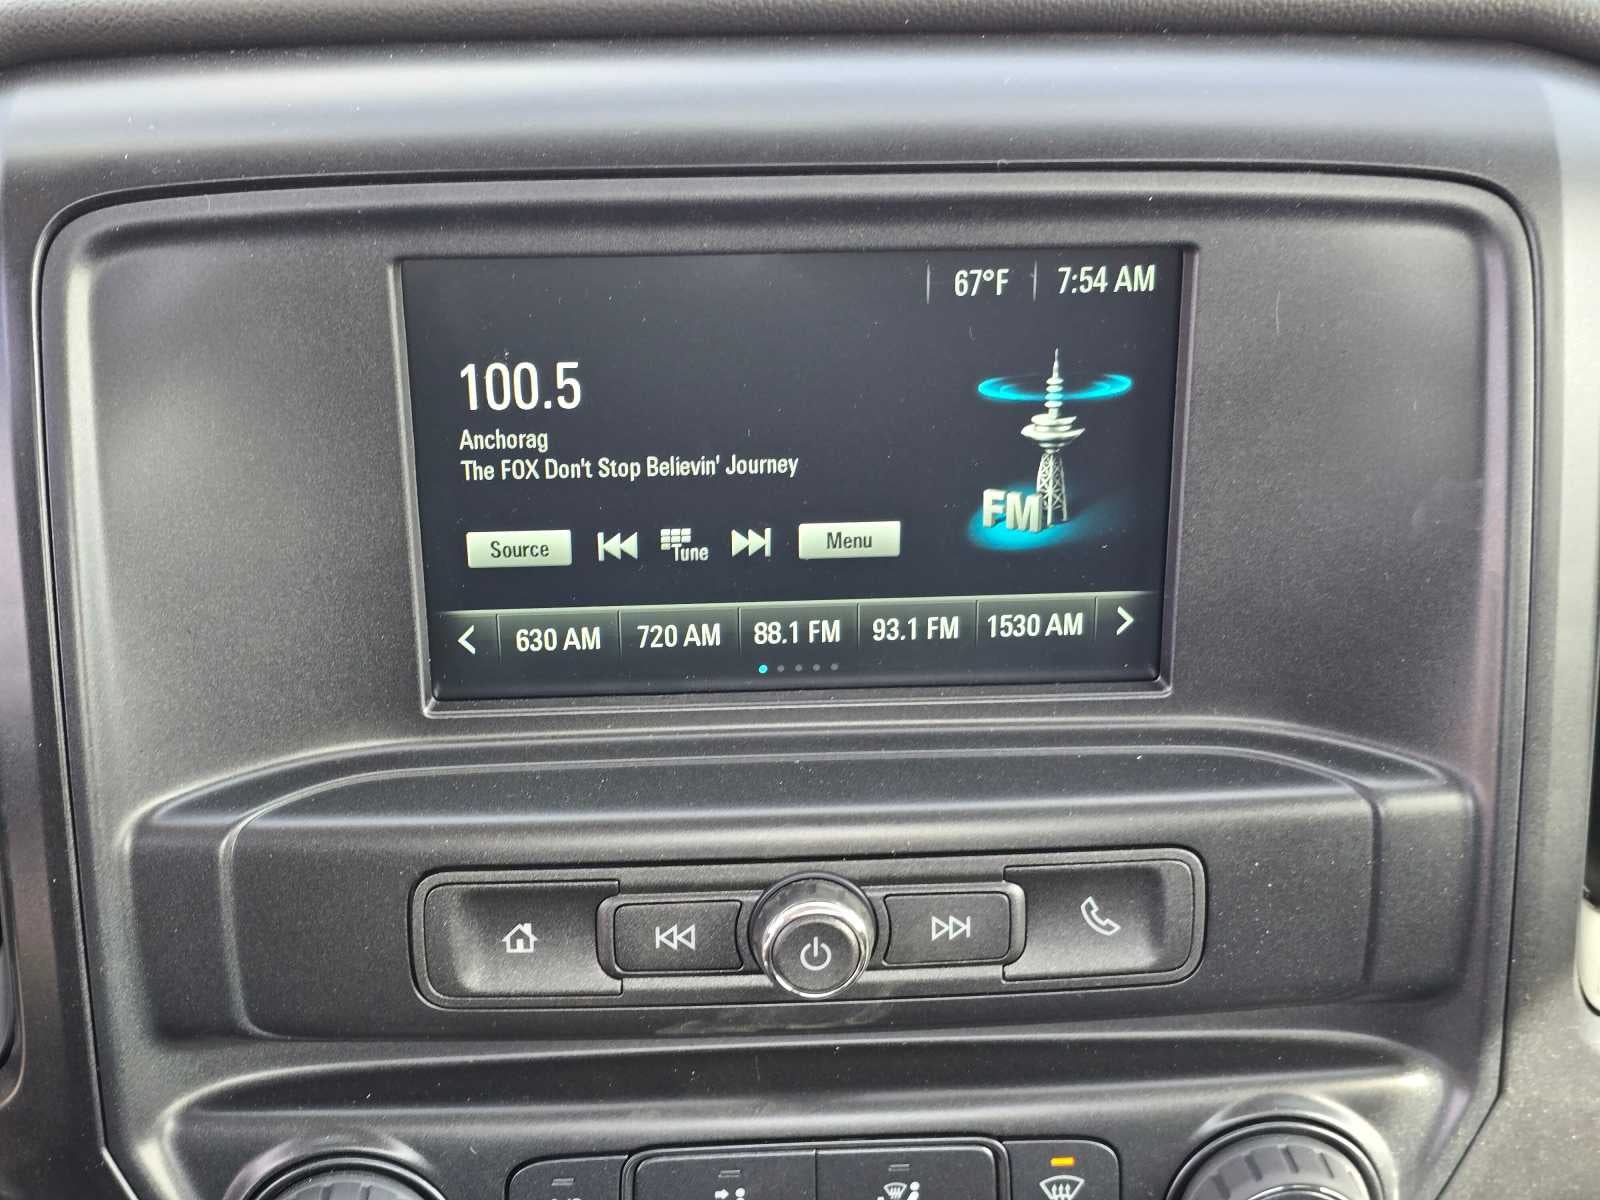 67°F 7:54 AM
100.5
Anchorag
The FOX Don't Stop Believin' Journey
FM
Source Tune Menu
630 AM 720 AM 88.1 FM 93.1 FM 1530 AM